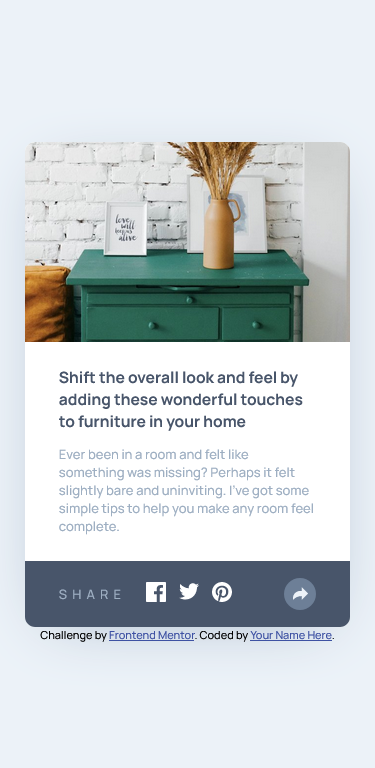 love
will
keep us
alive
Shift the overall look and feel by
adding these wonderful touches
to furniture in your home
Ever been in a room and felt like
something was missing? Perhaps it felt
slightly bare and uninviting. I've got some
simple tips to help you make any room feel
complete.
SHARE
Challenge by Frontend Mentor. Coded by Your Name Here.